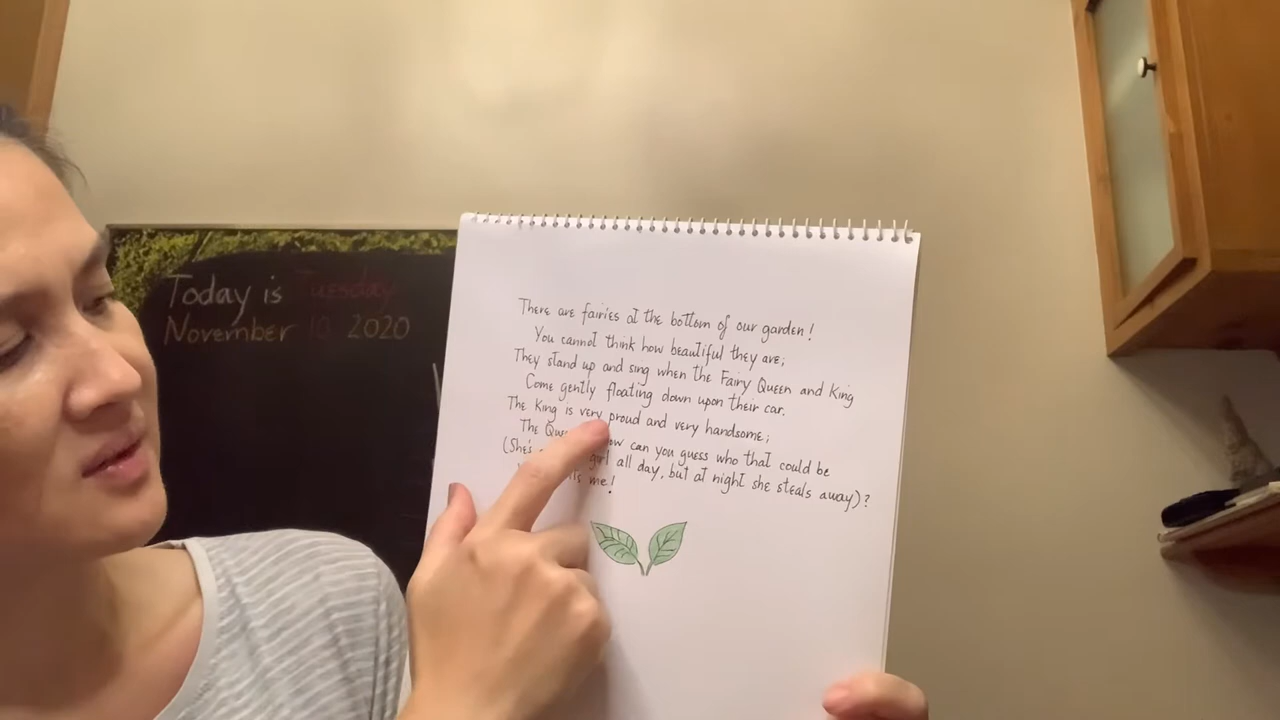 Today is Tuesday
November 10 2020
There are fairies at the bottom of our garden!
You cannot think how beautiful they are;
They stand up and sing when the Fairy Queen and King
Come gently floating down upon their car.
The King is very proud and very handsome;
The can you guess who that could be
(She's girl all day, but at night she steals away)?
me!